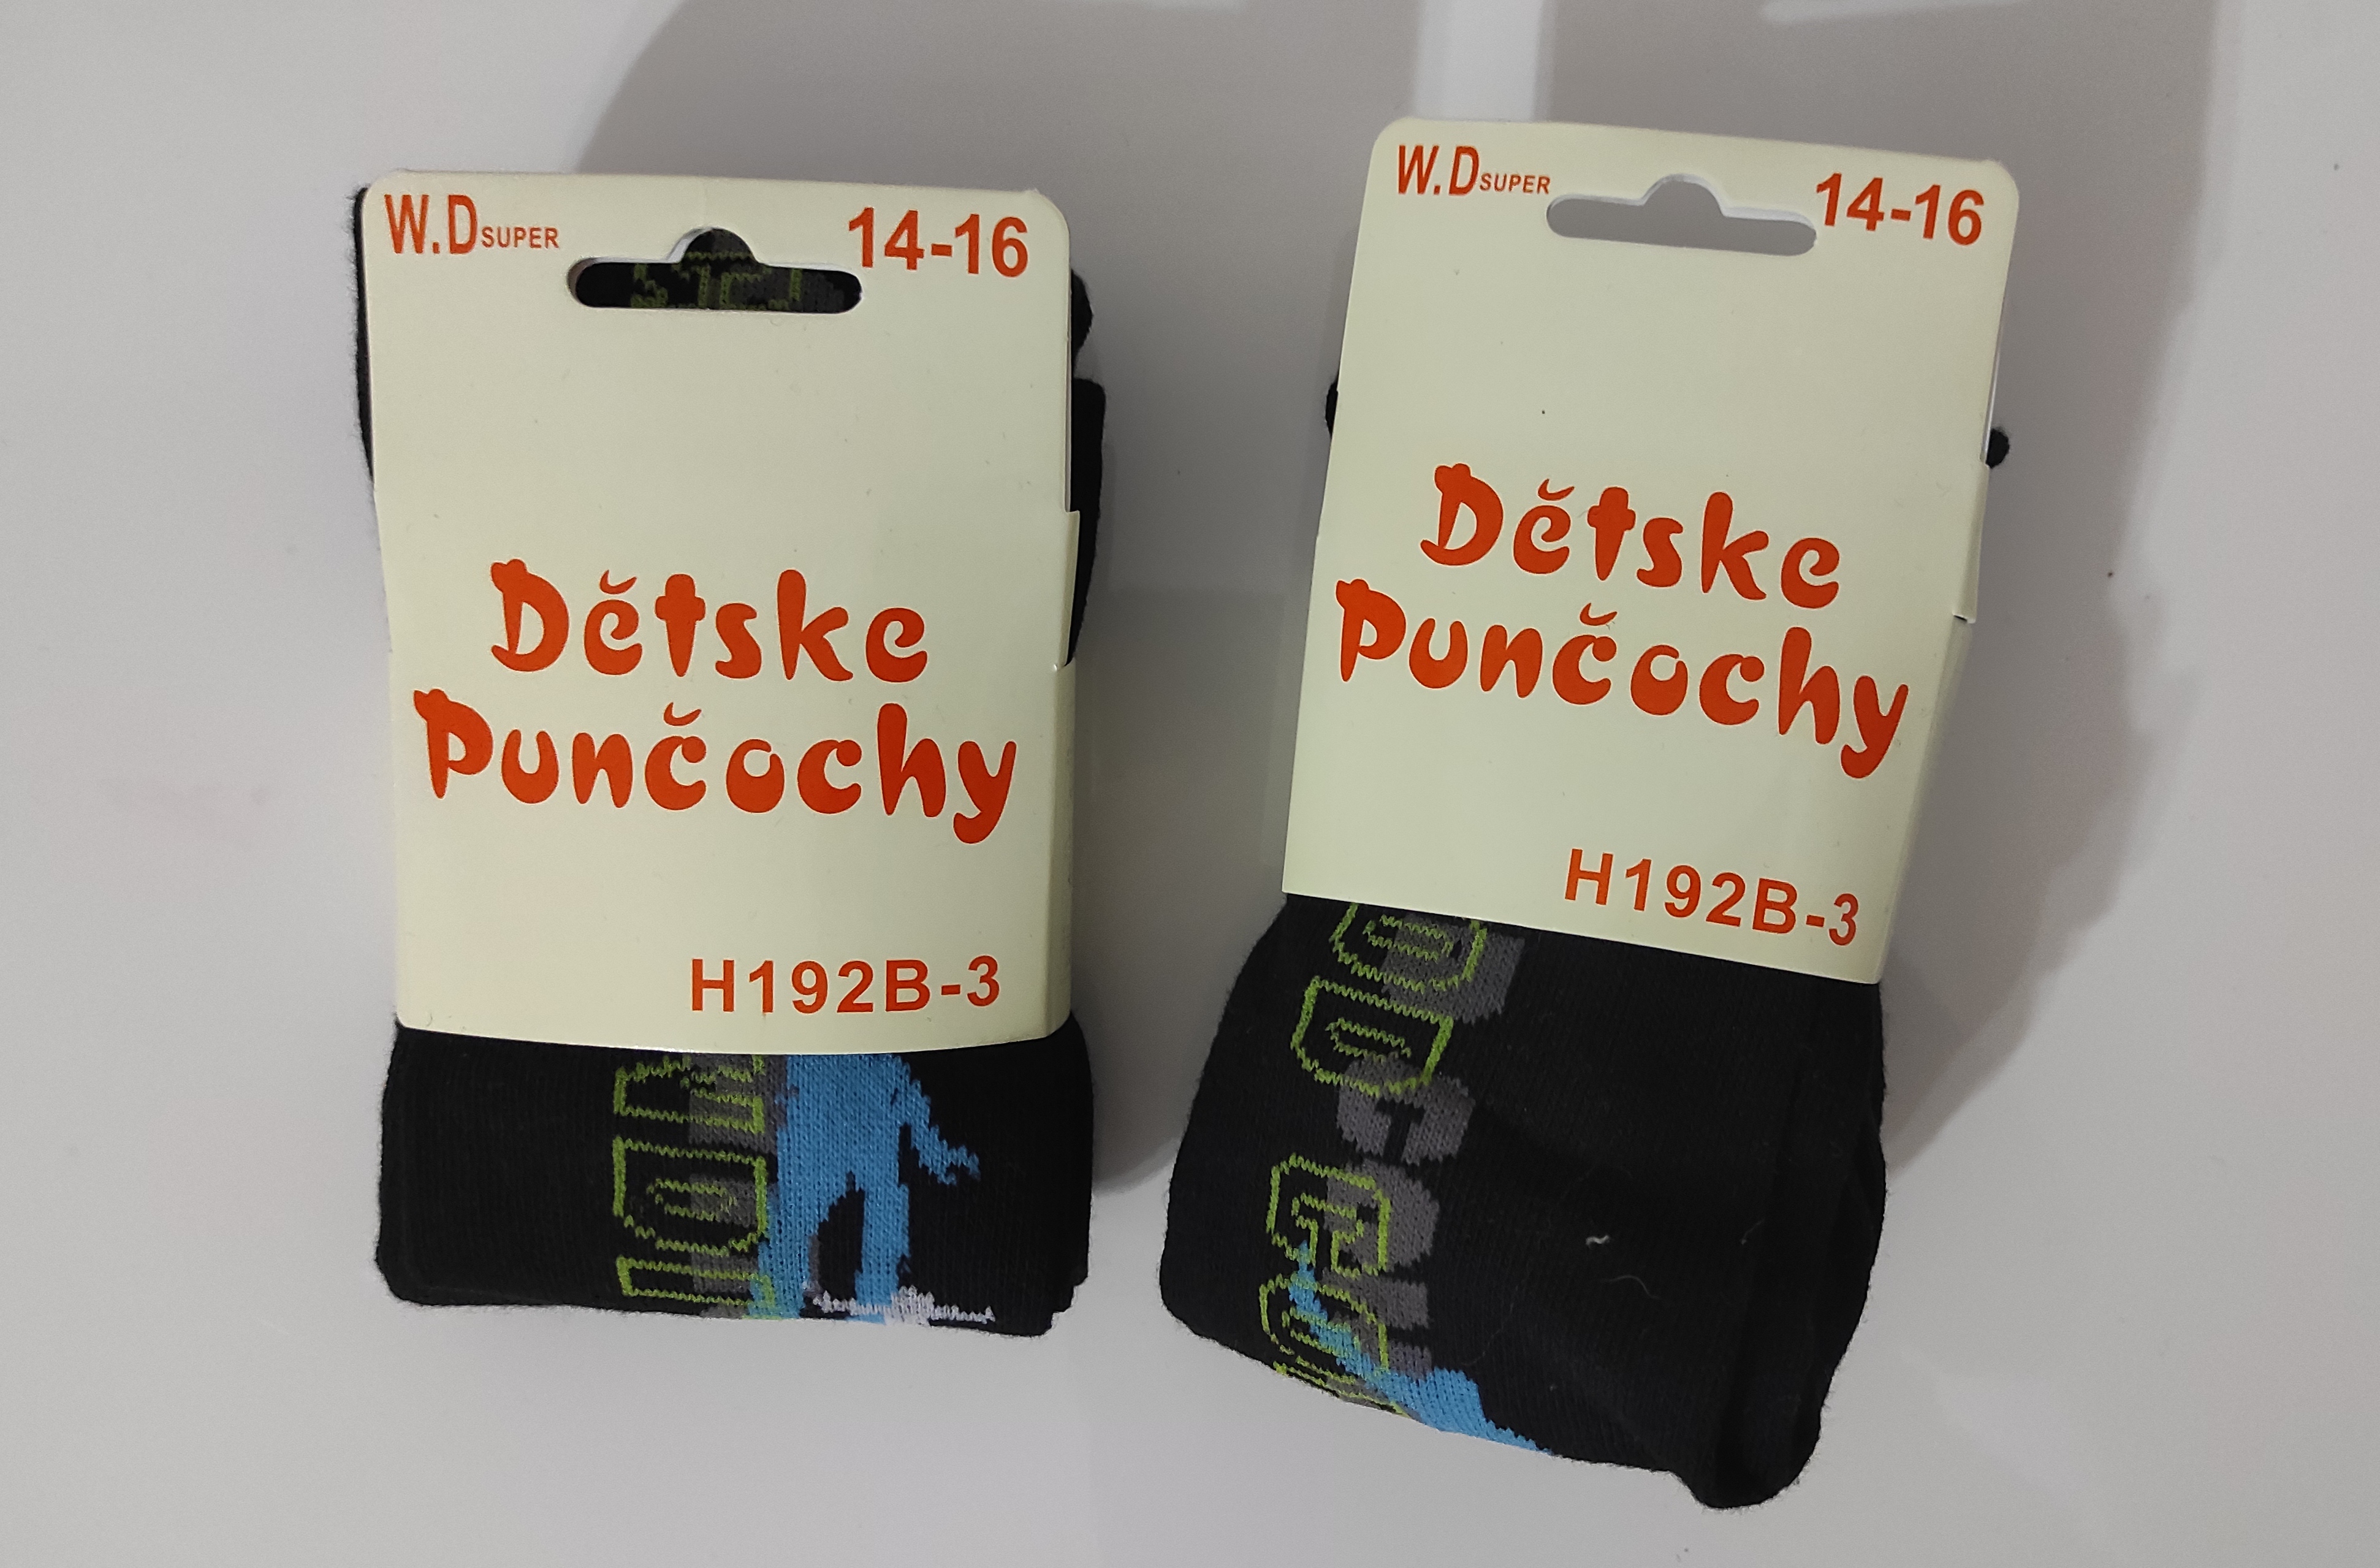 W.D SUPER
14-16
Dětske
Punčochy
H192B-3
W.D SUPER
14-16
Dětske
Punčochy
H192B-3